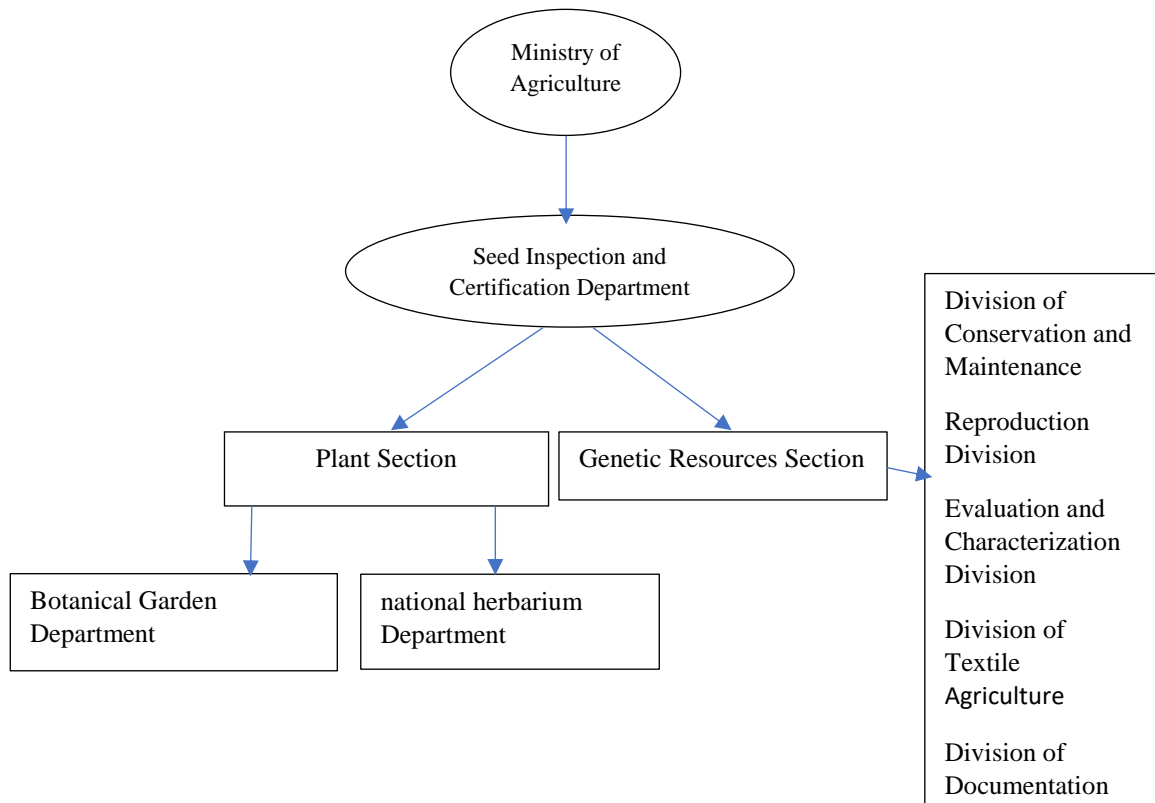 Ministry of
Agriculture
Seed Inspection and
Certification Department
Plant Section
Genetic Resources Section
Botanical Garden
Department
national herbarium
Department
Division of
Conservation and
Maintenance
Reproduction
Division
Evaluation and
Characterization
Division
Division of
Textile
Agriculture
Division of
Documentation